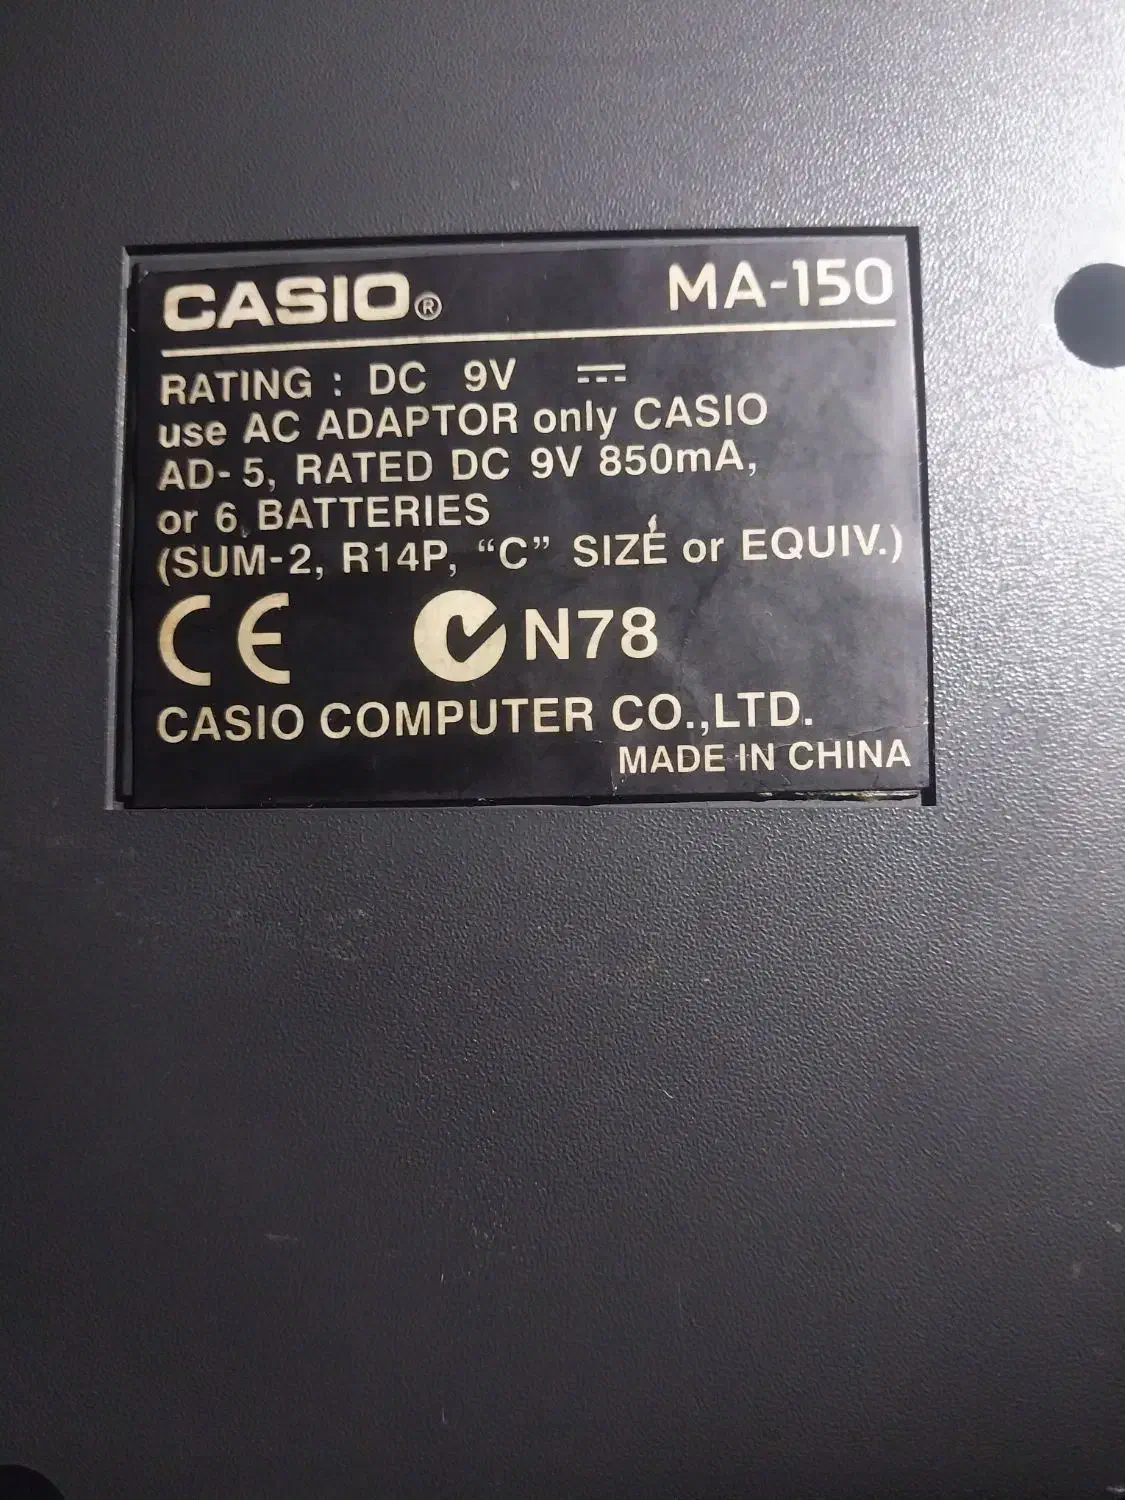 CASIO® MA-150
RATING : DC 9V
use AC ADAPTOR only CASIO
AD-5, RATED DC 9V 850mA,
or 6 BATTERIES
(SUM-2, R14P, “C” SIZE or EQUIV.)
CE N78
CASIO COMPUTER CO.,LTD.
MADE IN CHINA